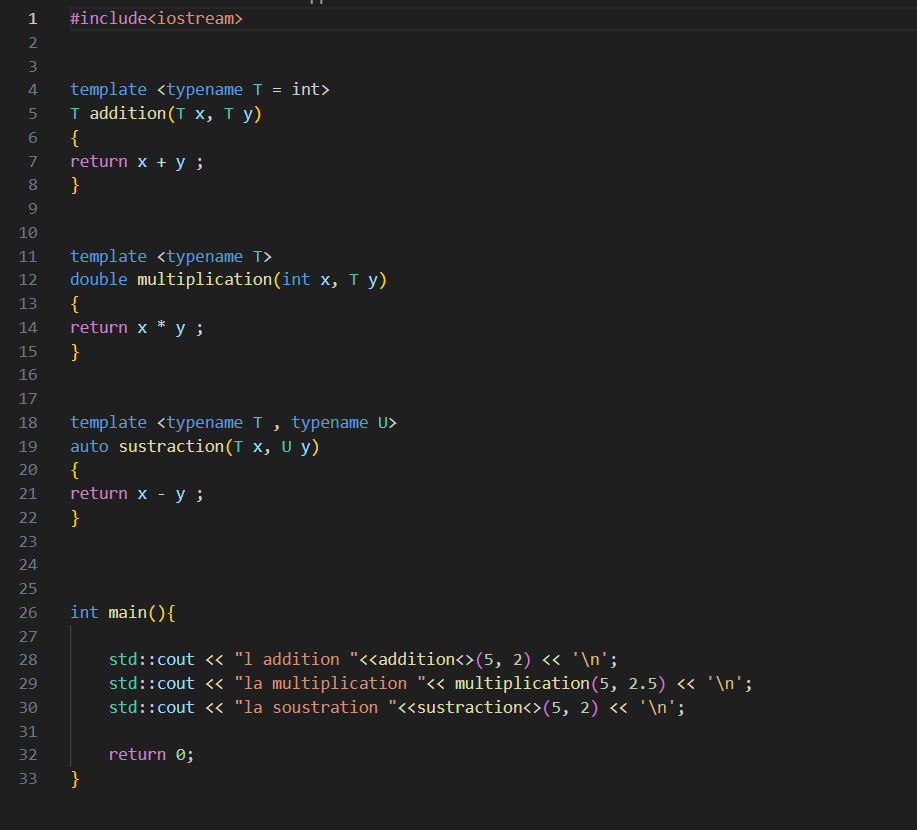 1 #include<iostream>
2
3
4 template <typename T = int>
5 T addition(T x, T y)
6 {
7 return x + y ;
8 }
9
10
11 template <typename T>
12 double multiplication(int x, T y)
13 {
14 return x * y ;
15 }
16
17
18 template <typename T , typename U>
19 auto sustraction(T x, U y)
20 {
21 return x - y ;
22 }
23
24
25
26 int main(){
27
28     std::cout << "l addition "<<addition<>(5, 2) << '\n';
29     std::cout << "la multiplication "<< multiplication(5, 2.5) << '\n';
30     std::cout << "la soustration "<<sustraction<>(5, 2) << '\n';
31
32     return 0;
33 }